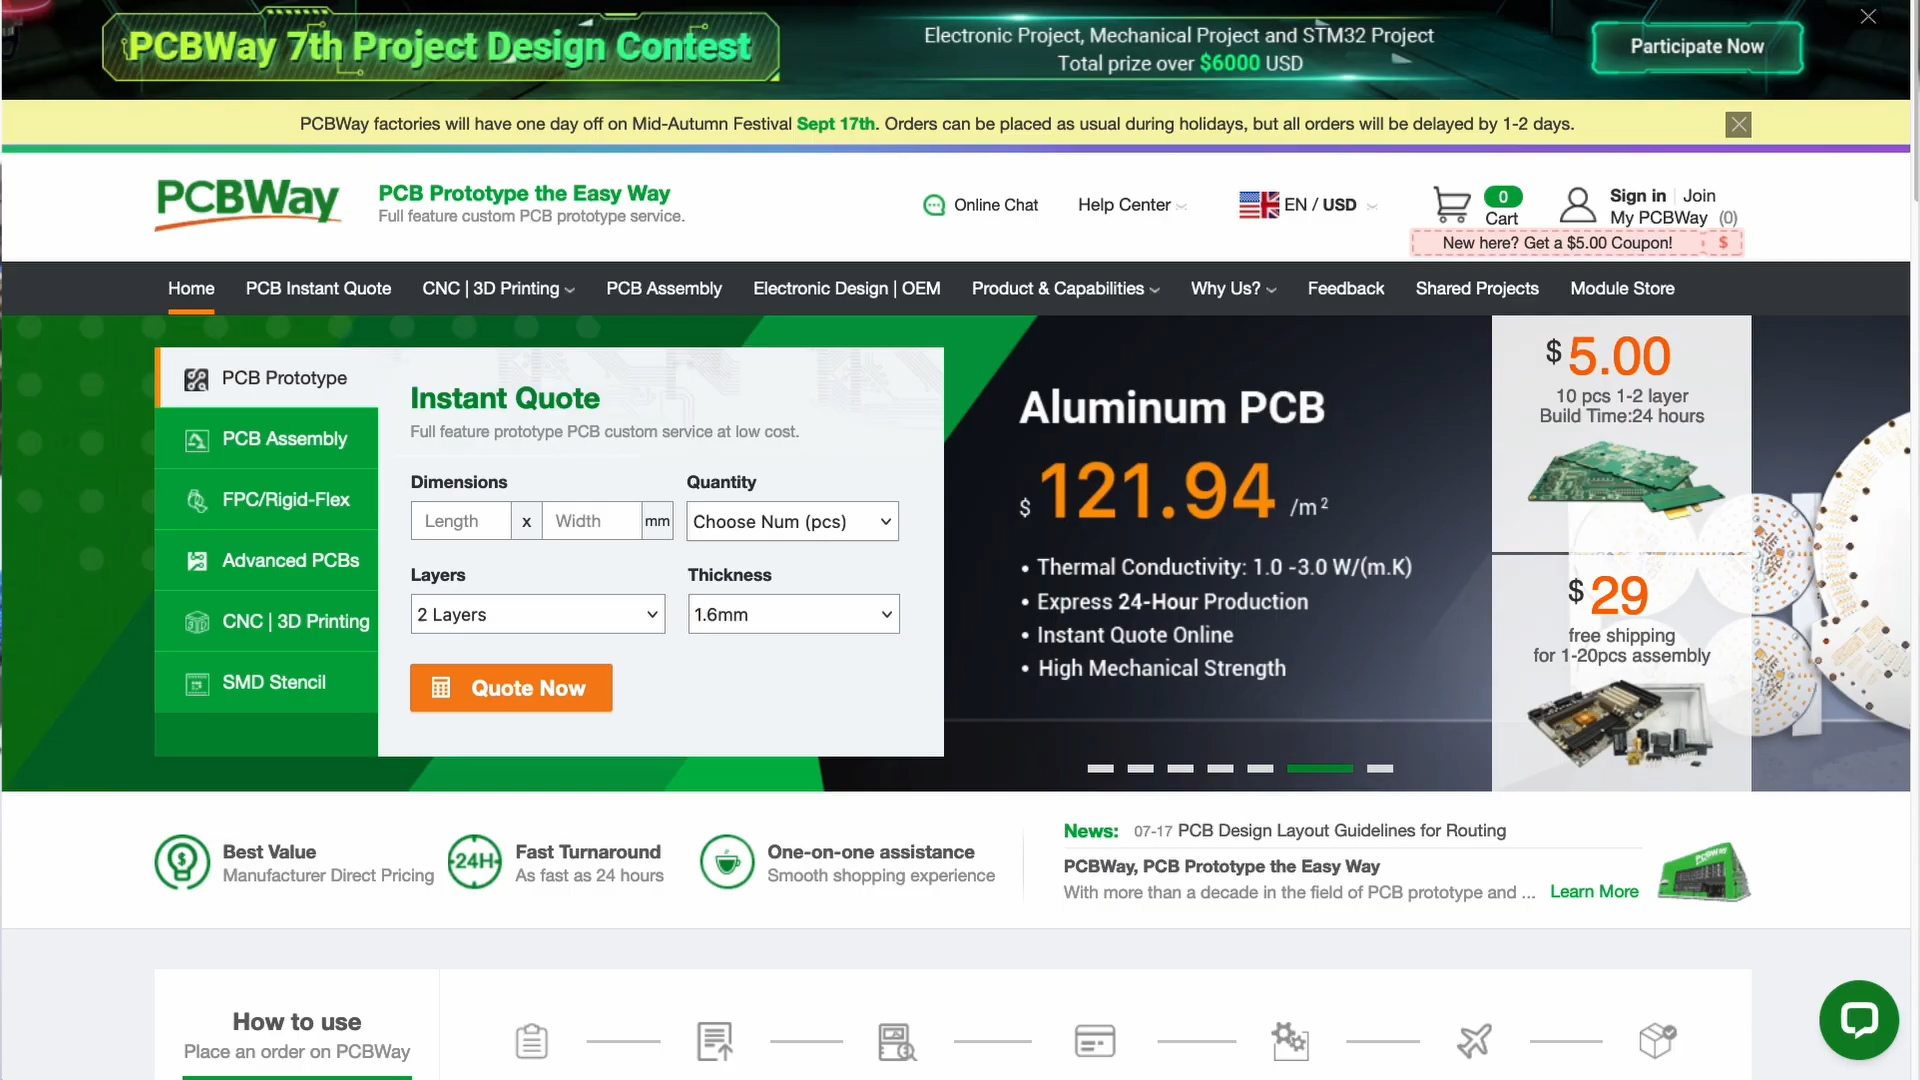 PCBWay 7th Project Design Contest
Electronic Project, Mechanical Project and STM32 Project
Total prize over $6000 USD
Participate Now
PCBWay factories will have one day off on Mid-Autumn Festival Sept 17th. Orders can be placed as usual during holidays, but all orders will be delayed by 1-2 days.
PCBWay
PCB Prototype the Easy Way
Full feature custom PCB prototype service.
Online Chat
Help Center
EN / USD
0
Cart
Sign in | Join
My PCBWay (0)
New here? Get a $5.00 Coupon! $
Home
PCB Instant Quote
CNC | 3D Printing
PCB Assembly
Electronic Design | OEM
Product & Capabilities
Why Us?
Feedback
Shared Projects
Module Store
PCB Prototype
PCB Assembly
FPC/Rigid-Flex
Advanced PCBs
CNC | 3D Printing
SMD Stencil
Instant Quote
Full feature prototype PCB custom service at low cost.
Dimensions
Quantity
Length x Width mm
Choose Num (pcs)
Layers
Thickness
2 Layers
1.6mm
Quote Now
Aluminum PCB
$ 121.94 /m²
• Thermal Conductivity: 1.0 -3.0 W/(m.K)
• Express 24-Hour Production
• Instant Quote Online
• High Mechanical Strength
$ 5.00
10 pcs 1-2 layer
Build Time:24 hours
$ 29
free shipping
for 1-20pcs assembly
Best Value
Manufacturer Direct Pricing
24H
Fast Turnaround
As fast as 24 hours
One-on-one assistance
Smooth shopping experience
News: 07-17 PCB Design Layout Guidelines for Routing
PCBWay, PCB Prototype the Easy Way
With more than a decade in the field of PCB prototype and ... Learn More
PCBWay
How to use
Place an order on PCBWay